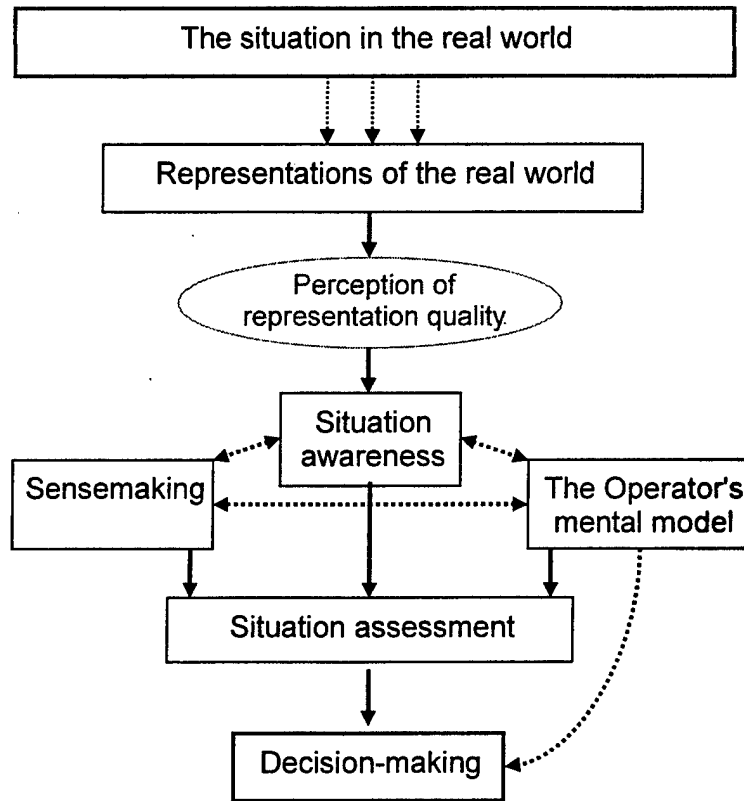 The situation in the real world
Representations of the real world
Perception of
representation quality
Situation
awareness
Sensemaking
The Operator's
mental model
Situation assessment
Decision-making